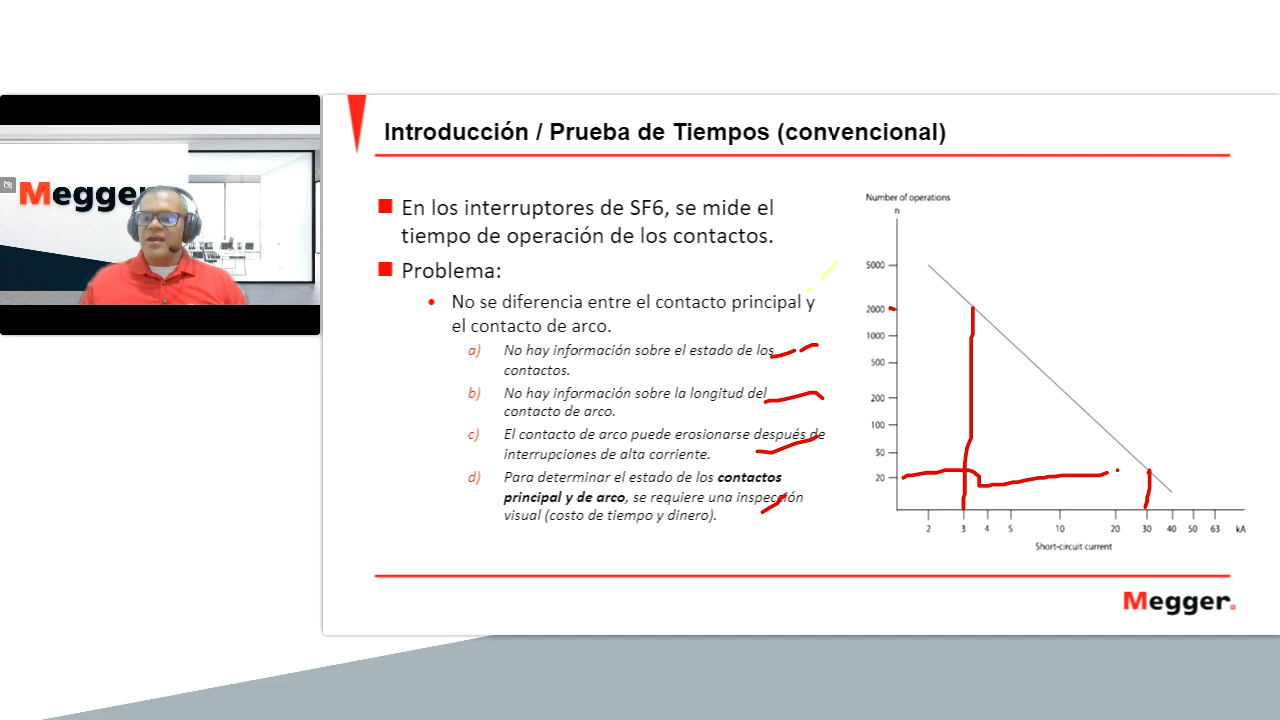 Megger
Introducción / Prueba de Tiempos (convencional)
En los interruptores de SF6, se mide el
tiempo de operación de los contactos.
Problema:
No se diferencia entre el contacto principal y
el contacto de arco.
a) No hay información sobre el estado de los
contactos.
b) No hay información sobre la longitud del
contacto de arco.
c) El contacto de arco puede erosionarse después de
interrupciones de alta corriente.
d) Para determinar el estado de los contactos
principal y de arco, se requiere una inspección
visual (costo de tiempo y dinero).
Number of operations
n
5000
2000
1000
500
200
100
50
20
2 3 4 5 10 20 30 40 50 63 kA
Short-circuit current
Megger.